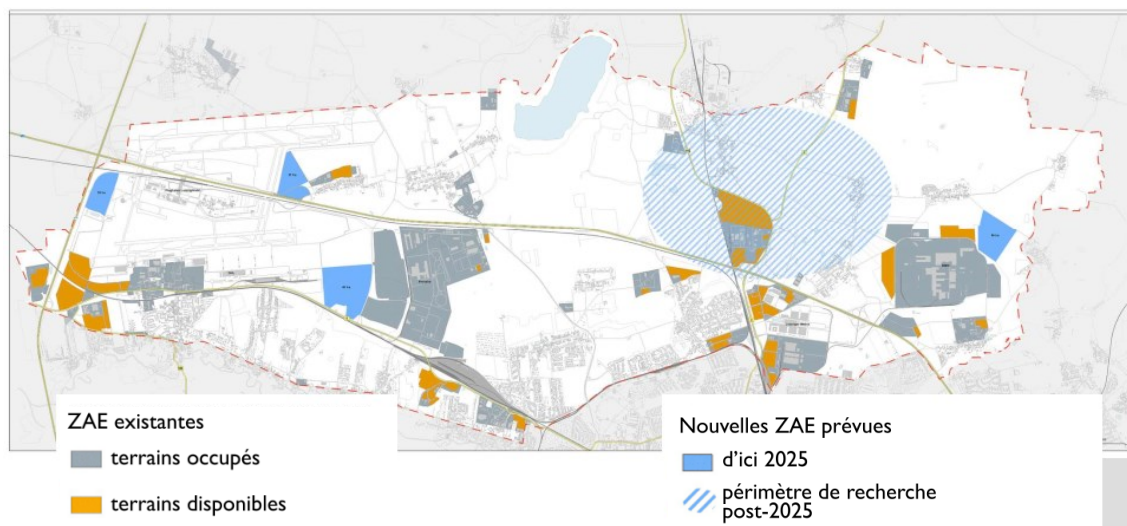 ZAE existantes
terrains occupés
terrains disponibles
Nouvelles ZAE prévues
d'ici 2025
périmètre de recherche
post-2025